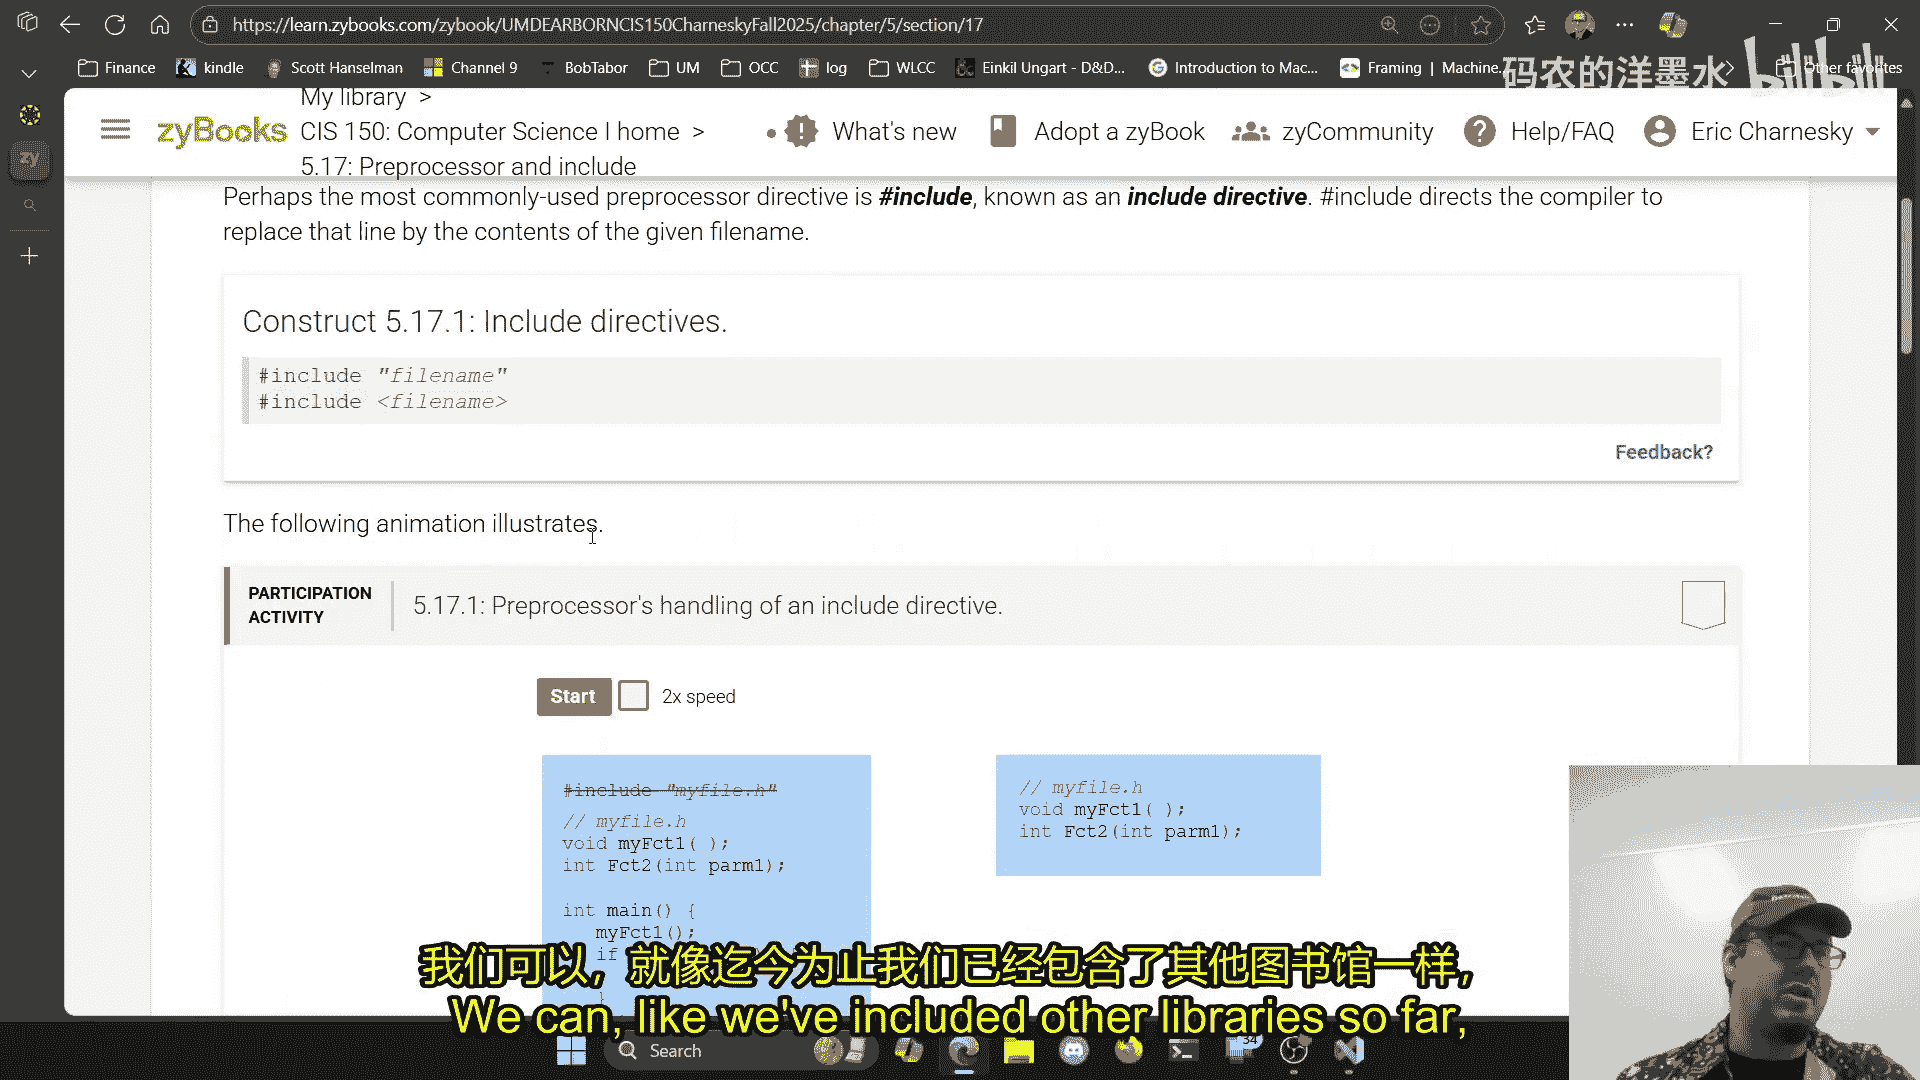 https://learn.zybooks.com/zybook/UMDEARBORNCIS150CharneskyFall2025/chapter/5/section/17
Finance
kindle
Scott Hanselman
Channel 9
BobTabor
UM
OCC
log
WLCC
Einkil Ungart - D&D...
Introduction to Mac...
Framing | Machine...
Other favorites
码农的洋墨水
bilibili
zy
zyBooks
My library >
CIS 150: Computer Science I home >
5.17: Preprocessor and include
What's new
Adopt a zyBook
zyCommunity
Help/FAQ
Eric Charnesky
Perhaps the most commonly-used preprocessor directive is #include, known as an include directive. #include directs the compiler to
replace that line by the contents of the given filename.
Construct 5.17.1: Include directives.
#include "filename"
#include <filename>
Feedback?
The following animation illustrates.
PARTICIPATION
ACTIVITY
5.17.1: Preprocessor's handling of an include directive.
Start
2x speed
#include "myfile.h"
// myfile.h
void myFct1( );
int Fct2(int parm1);
int main() {
myFct1();
if
}
// myfile.h
void myFct1( );
int Fct2(int parm1);
我们可以，就像迄今为止我们已经包含了其他图书馆一样，
We can, like we've included other libraries so far,
Search
34